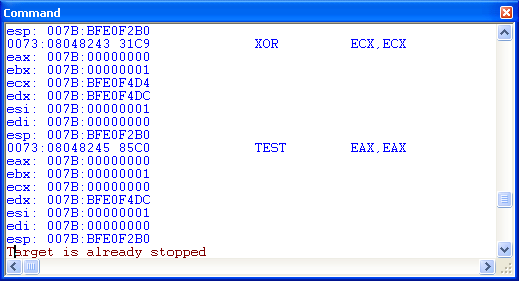 Command
esp: 007B:BFE0F2B0
0073:08048243 31C9 XOR ECX,ECX
eax: 007B:00000000
ebx: 007B:00000001
ecx: 007B:BFE0F4D4
edx: 007B:BFE0F4DC
esi: 007B:00000001
edi: 007B:00000000
esp: 007B:BFE0F2B0
0073:08048245 85C0 TEST EAX,EAX
eax: 007B:00000000
ebx: 007B:00000001
ecx: 007B:00000000
edx: 007B:BFE0F4DC
esi: 007B:00000001
edi: 007B:00000000
esp: 007B:BFE0F2B0
Target is already stopped